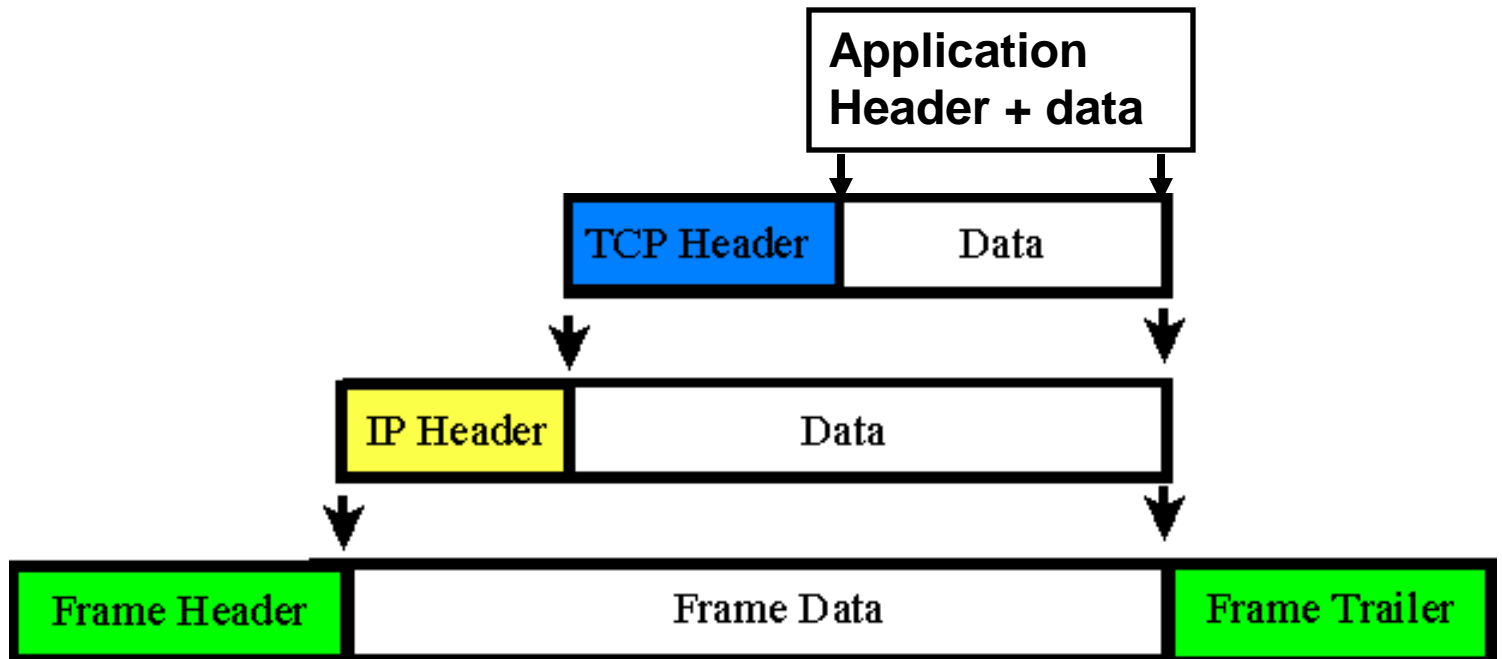 Application
Header + data
TCP Header Data
IP Header Data
Frame Header Frame Data Frame Trailer